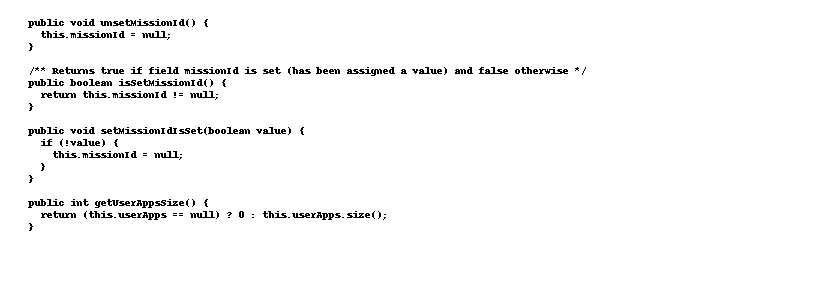 public void unsetMissionId() {
this.missionId = null;
}
/** Returns true if field missionId is set (has been assigned a value) and false otherwise */
public boolean isSetMissionId() {
return this.missionId != null;
}
public void setMissionIdIsSet(boolean value) {
if (!value) {
this.missionId = null;
}
}
public int getUserAppsSize() {
return (this.userApps == null) ? 0 : this.userApps.size();
}